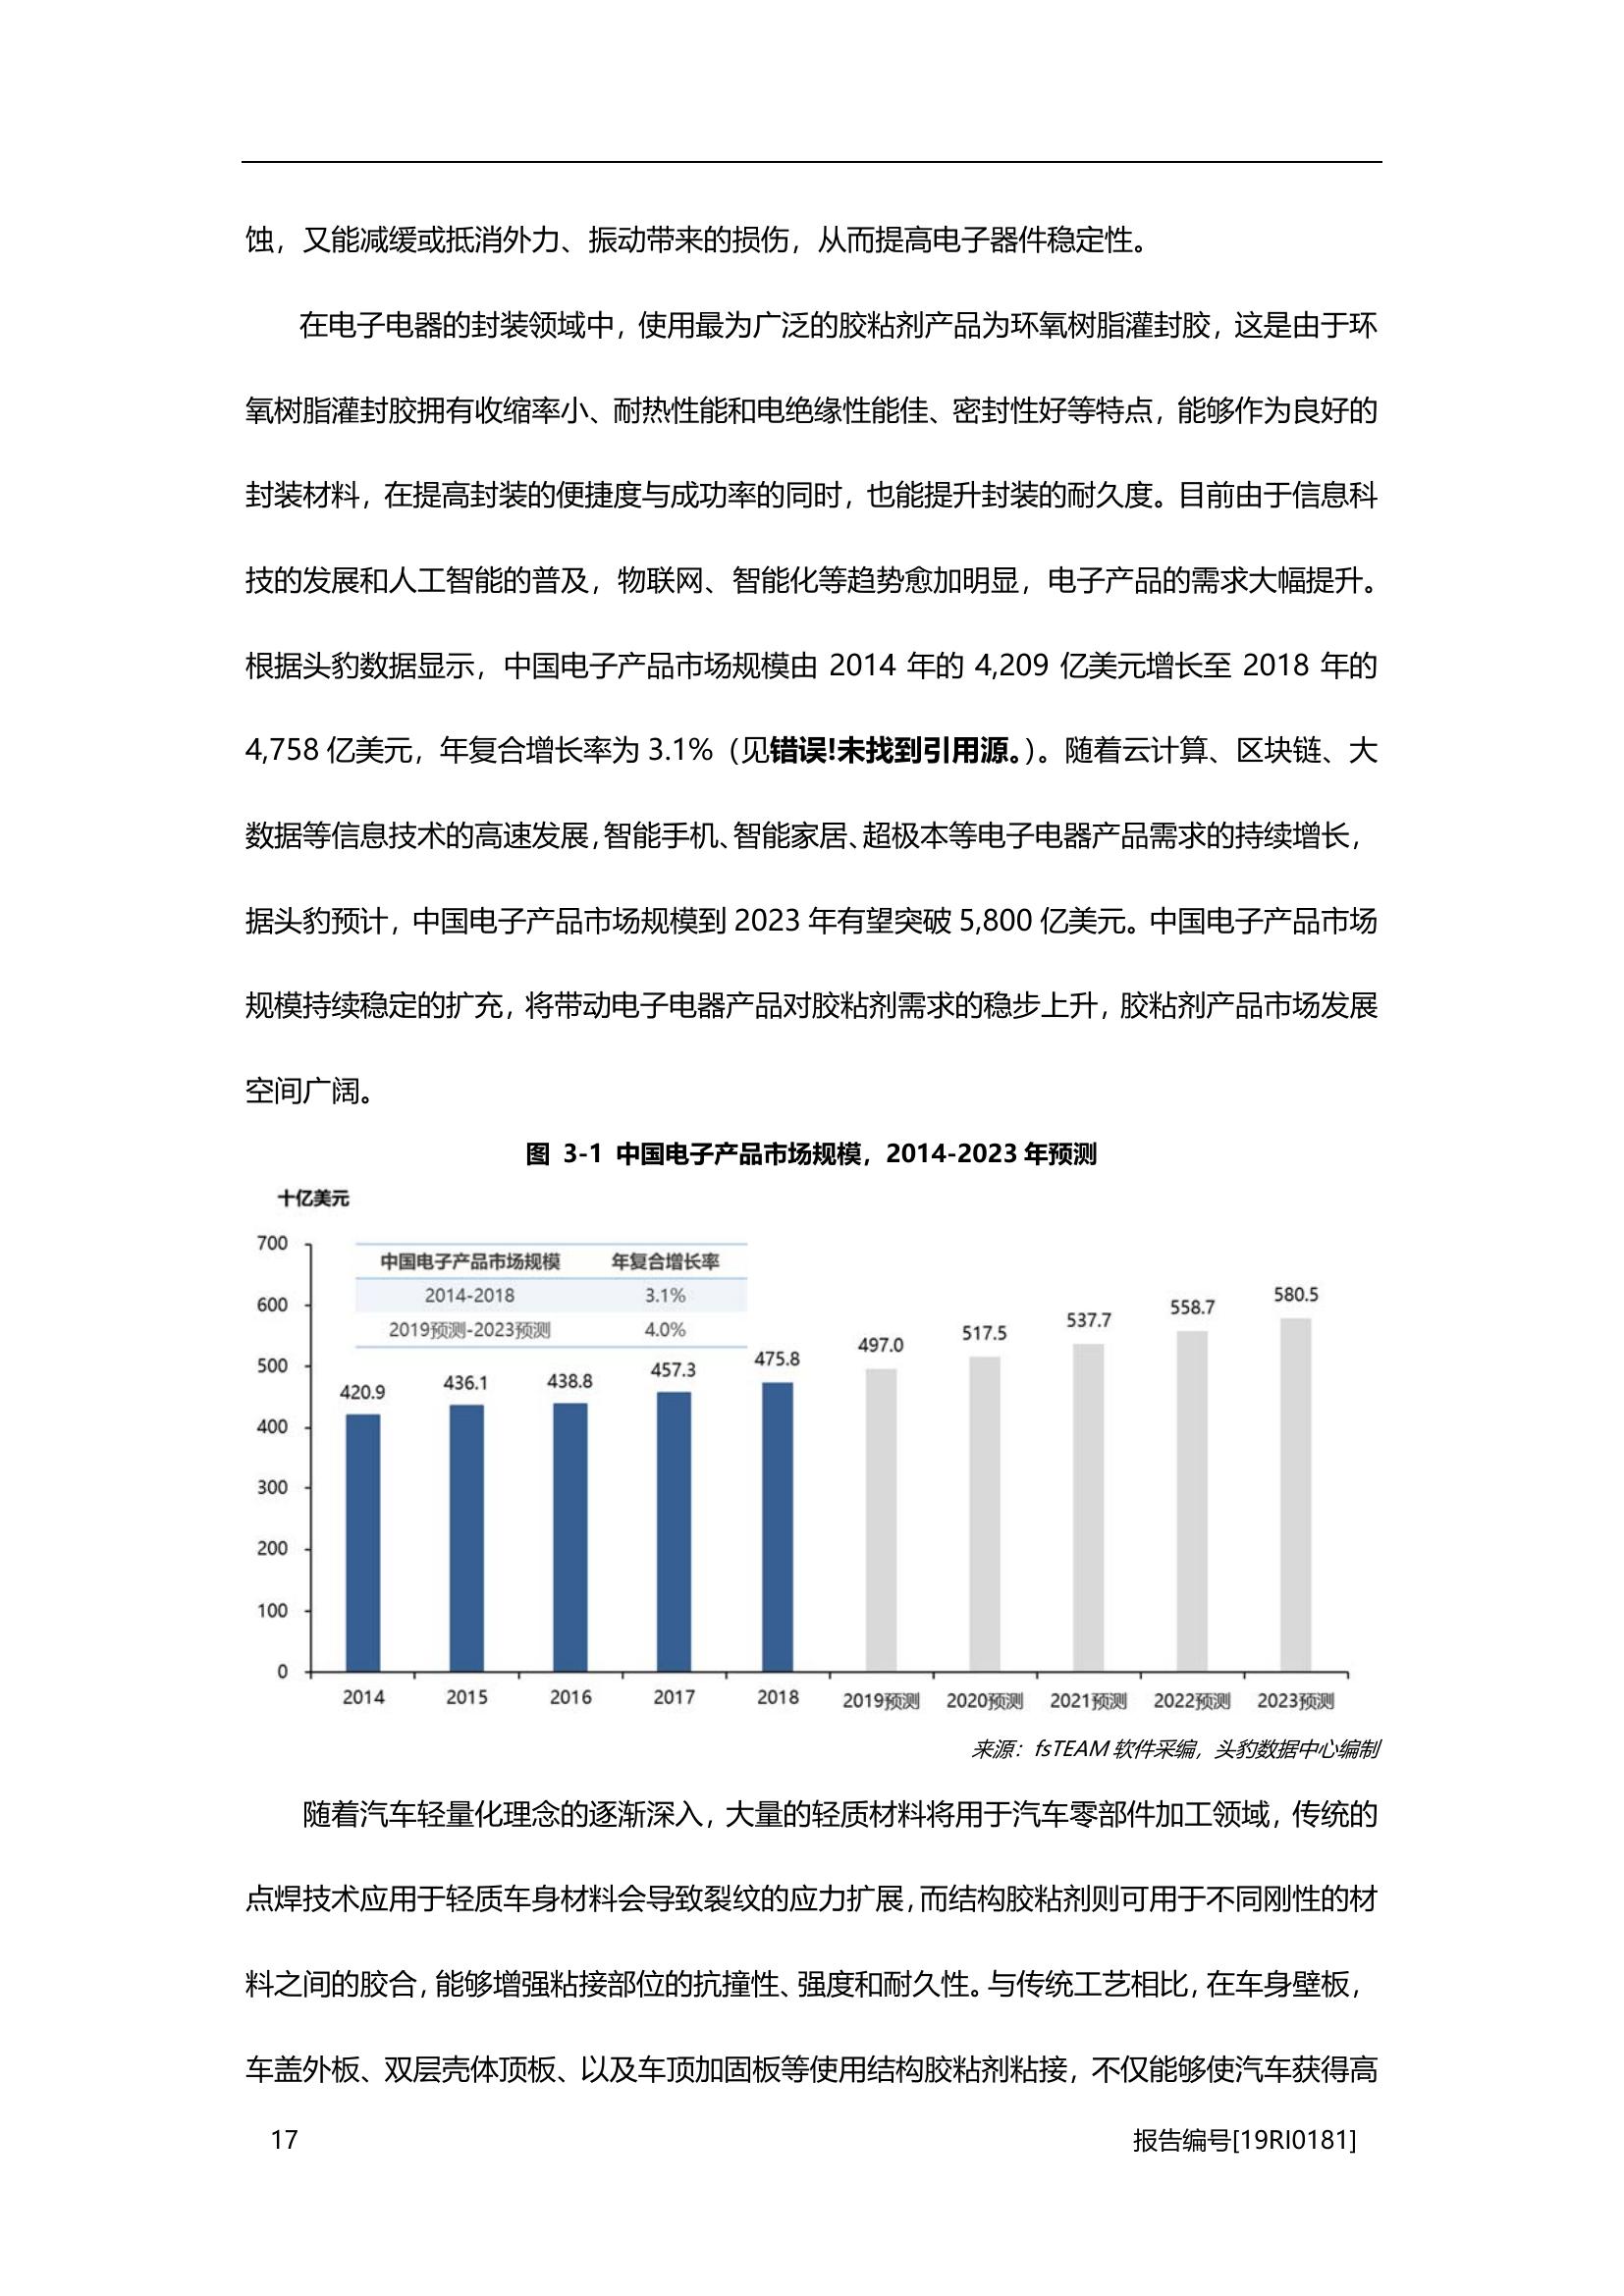 蚀，又能减缓或抵消外力、振动带来的损伤，从而提高电子器件稳定性。
在电子电器的封装领域中，使用最为广泛的胶粘剂产品为环氧树脂灌封胶，这是由于环
氧树脂灌封胶拥有收缩率小、耐热性能和电绝缘性能佳、密封性好等特点，能够作为良好的
封装材料，在提高封装的便捷度与成功率的同时，也能提升封装的耐久度。目前由于信息科
技的发展和人工智能的普及，物联网、智能化等趋势愈加明显，电子产品的需求大幅提升。
根据头豹数据显示，中国电子产品市场规模由 2014 年的 4,209 亿美元增长至 2018 年的
4,758 亿美元，年复合增长率为 3.1%（见错误!未找到引用源。）。随着云计算、区块链、大
数据等信息技术的高速发展，智能手机、智能家居、超极本等电子电器产品需求的持续增长，
据头豹预计，中国电子产品市场规模到 2023 年有望突破 5,800 亿美元。中国电子产品市场
规模持续稳定的扩充，将带动电子电器产品对胶粘剂需求的稳步上升，胶粘剂产品市场发展
空间广阔。
图 3-1 中国电子产品市场规模，2014-2023 年预测
十亿美元
700
600
500
400
300
200
100
0
中国电子产品市场规模 年复合增长率
2014-2018 3.1%
2019预测-2023预测 4.0%
420.9 436.1 438.8 457.3 475.8 497.0 517.5 537.7 558.7 580.5
2014 2015 2016 2017 2018 2019预测 2020预测 2021预测 2022预测 2023预测
来源：fsTEAM 软件采编，头豹数据中心编制
随着汽车轻量化理念的逐渐深入，大量的轻质材料将用于汽车零部件加工领域，传统的
点焊技术应用于轻质车身材料会导致裂纹的应力扩展，而结构胶粘剂则可用于不同刚性的材
料之间的胶合，能够增强粘接部位的抗撞性、强度和耐久性。与传统工艺相比，在车身壁板，
车盖外板、双层壳体顶板、以及车顶加固板等使用结构胶粘剂粘接，不仅能够使汽车获得高
17 报告编号[19RI0181]